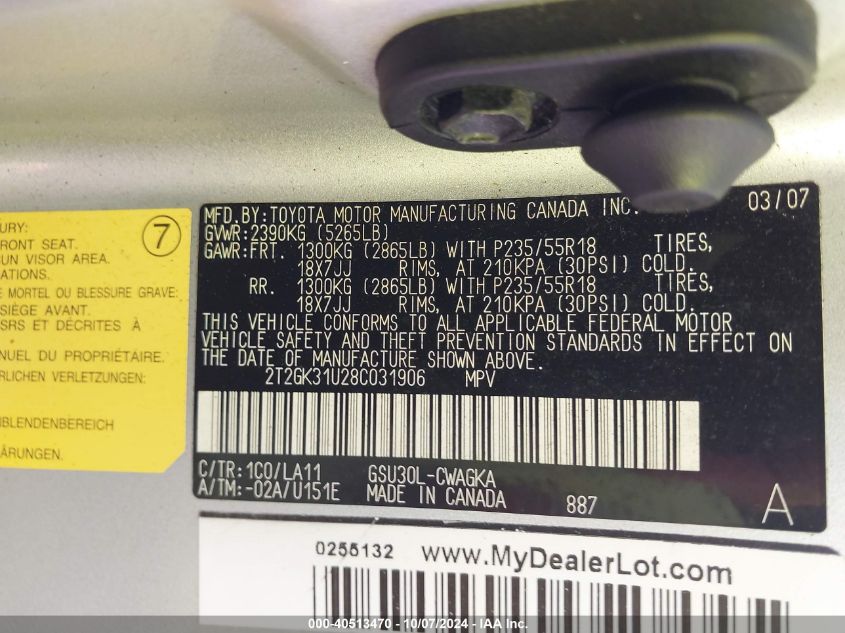 JURY:
FRONT SEAT.
SUN VISOR AREA.
ATIONS.
E MORTEL OU BLESSURE GRAVE:
SIÈGE AVANT.
SRS ET DÉCRITES À
NUEL DU PROPRIÉTAIRE.
RLICHEN VERLETZUNGEN:
BLENDENBEREICH
ÄRUNGEN.
7
MFD.BY:TOYOTA MOTOR MANUFACTURING CANADA INC. 03/07
GVWR:2390KG (5265LB)
GAWR:FRT. 1300KG (2865LB) WITH P235/55R18 TIRES,
18X7JJ RIMS, AT 210KPA (30PSI) COLD.
RR. 1300KG (2865LB) WITH P235/55R18 TIRES,
18X7JJ RIMS, AT 210KPA (30PSI) COLD.
THIS VEHICLE CONFORMS TO ALL APPLICABLE FEDERAL MOTOR
VEHICLE SAFETY AND THEFT PREVENTION STANDARDS IN EFFECT ON
THE DATE OF MANUFACTURE SHOWN ABOVE.
2T2GK31U28C031906 MPV
C/TR:1C0/LA11 GSU30L-CWAGKA
A/TM:-02A/U151E MADE IN CANADA 887 A
0255132 www.MyDealerLot.com
000-40513470 - 10/07/2024 - IAA Inc.